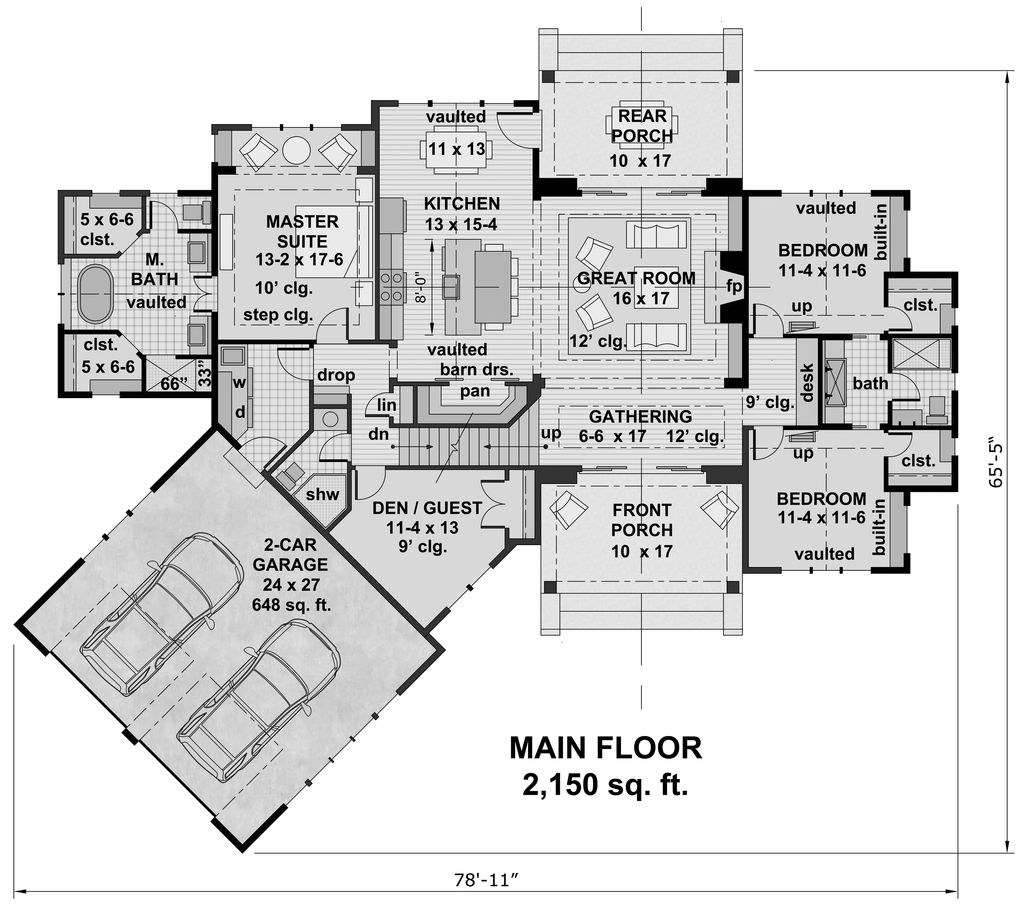 vaulted
11 x 13
REAR
PORCH
10 x 17
KITCHEN
13 x 15-4
8'-0"
5 x 6-6
clst.
M.
BATH
vaulted
clst.
5 x 6-6
66"
33"
MASTER
SUITE
13-2 x 17-6
10' clg.
step clg.
GREAT ROOM
16 x 17
12' clg.
fp
vaulted
built-in
BEDROOM
11-4 x 11-6
up
clst.
vaulted
barn drs.
pan
drop
lin
w
d
dn
up
GATHERING
6-6 x 17 12' clg.
9' clg.
desk
bath
shw
DEN / GUEST
11-4 x 13
9' clg.
FRONT
PORCH
10 x 17
up
clst.
BEDROOM
11-4 x 11-6
built-in
vaulted
2-CAR
GARAGE
24 x 27
648 sq. ft.
65'-5"
MAIN FLOOR
2,150 sq. ft.
78'-11"